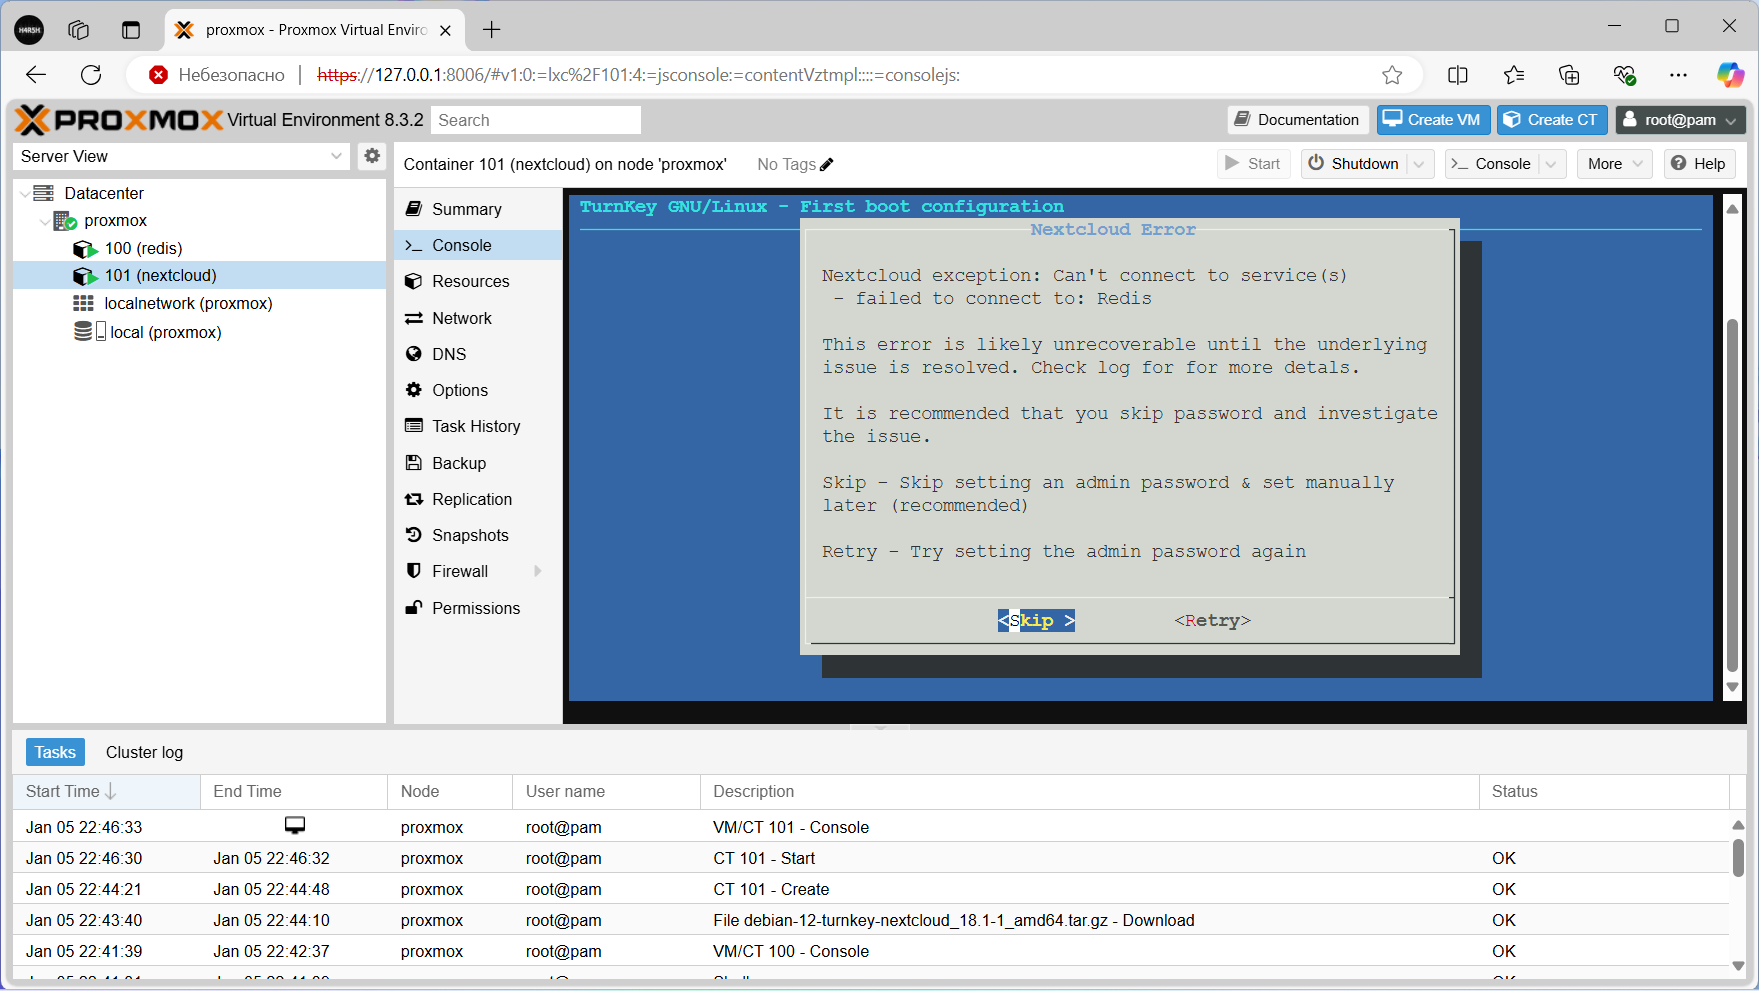 HARSH
proxmox - Proxmox Virtual Enviro
Небезопасно
https://127.0.0.1:8006/#v1:0:=lxc%2F101:4:=jsconsole:=contentVztmpl::::=consolejs:
PROXMOX Virtual Environment 8.3.2
Search
Documentation
Create VM
Create CT
root@pam
Server View
Container 101 (nextcloud) on node 'proxmox'
No Tags
Start
Shutdown
Console
More
Help
Datacenter
proxmox
100 (redis)
101 (nextcloud)
localnetwork (proxmox)
local (proxmox)
Summary
Console
Resources
Network
DNS
Options
Task History
Backup
Replication
Snapshots
Firewall
Permissions
TurnKey GNU/Linux - First boot configuration
Nextcloud Error
Nextcloud exception: Can't connect to service(s)
- failed to connect to: Redis
This error is likely unrecoverable until the underlying
issue is resolved. Check log for for more detals.
It is recommended that you skip password and investigate
the issue.
Skip - Skip setting an admin password & set manually
later (recommended)
Retry - Try setting the admin password again
<Skip >
<Retry>
Tasks
Cluster log
Start Time
End Time
Node
User name
Description
Status
Jan 05 22:46:33
proxmox
root@pam
VM/CT 101 - Console
Jan 05 22:46:30
Jan 05 22:46:32
proxmox
root@pam
CT 101 - Start
OK
Jan 05 22:44:21
Jan 05 22:44:48
proxmox
root@pam
CT 101 - Create
OK
Jan 05 22:43:40
Jan 05 22:44:10
proxmox
root@pam
File debian-12-turnkey-nextcloud_18.1-1_amd64.tar.gz - Download
OK
Jan 05 22:41:39
Jan 05 22:42:37
proxmox
root@pam
VM/CT 100 - Console
OK